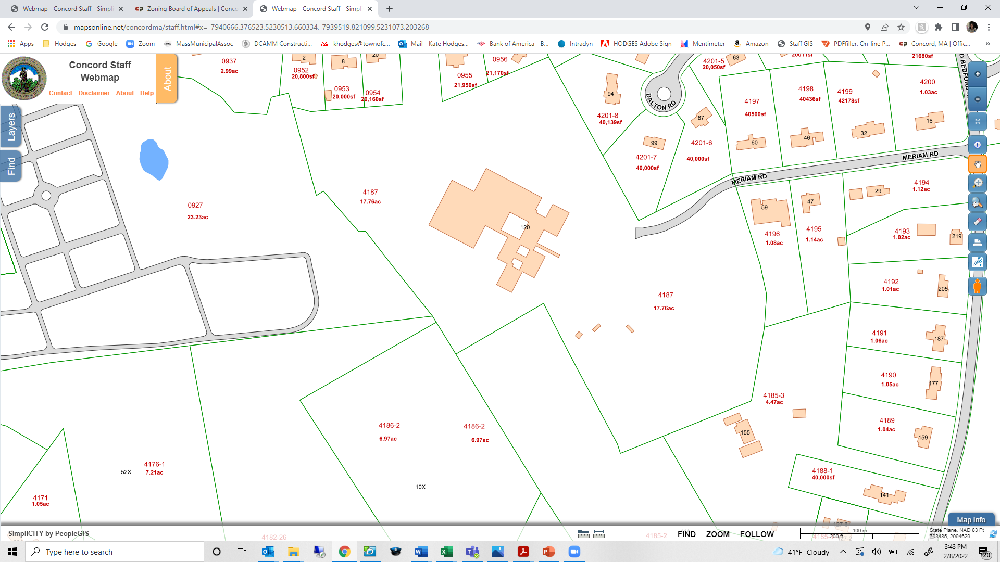 Webmap - Concord Staff - Simpli
Zoning Board of Appeals | Conco
Webmap - Concord Staff - Simpli
mapsonline.net/concordma/staff.html#x=-7940666.376523,5230513.660334,-7939519.821099,5231073.203268
Apps
Hodges
Google
Zoom
MMA
MassMunicipalAssoc
DCAMM Constructi...
khodges@townofc...
Mail - Kate Hodges...
Bank of America - B...
Intradyn
HODGES Adobe Sign
Mentimeter
Amazon
Staff GIS
PDFfiller. On-line P...
Concord, MA | Offic...
»
Concord Staff
Webmap
Contact Disclaimer About Help
About
Layers
Find
0937
2.99ac
2
0952
20,800sf
8
0953
20,000sf
20
0954
20,160sf
0955
21,950sf
0956
21,170sf
94
4201-8
40,139sf
DALTON RD
4201-5
20,050sf
63
20011sf
21680sf
D BEDFORD R
87
99
4201-7
40,000sf
4201-6
40,000sf
4197
40500sf
60
4198
40436sf
46
4199
42178sf
32
4200
1.03ac
16
MERIAM RD
MERIAM RD
0927
23.23ac
4187
17.76ac
120
59
4196
1.08ac
47
4195
1.14ac
29
4194
1.12ac
4193
1.02ac
219
4192
1.01ac
205
4187
17.76ac
4191
1.06ac
187
4190
1.05ac
177
4185-3
4.47ac
155
4189
1.04ac
159
4186-2
6.97ac
4186-2
6.97ac
10X
52X
4176-1
7.21ac
4171
1.05ac
4188-1
40,000sf
141
4182-26
4185-2
127-2
Map Info
SimpliCITY by PeopleGIS
FIND ZOOM FOLLOW
100 m
200 ft
State Plane, NAD 83 Ft
703485, 2994629
Type here to search
41°F Cloudy
3:43 PM
2/8/2022
20